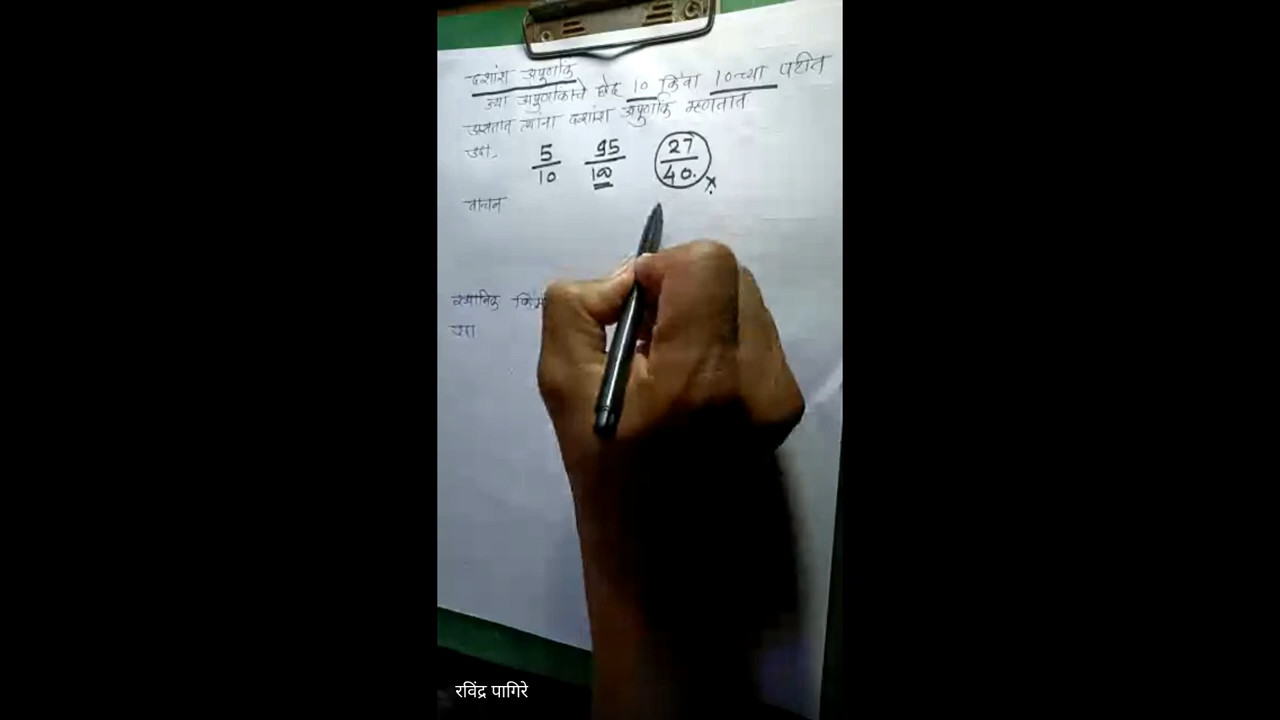 दशांश अपूर्णांक
ज्या अपूर्णांकाचे छेद 10 किंवा 10च्या पटीत
असतात त्यांना दशांश अपूर्णांक म्हणतात
उदा.
5/10 95/100 27/40. ×
वाचन
स्थानिक
रविंद्र पागिरे